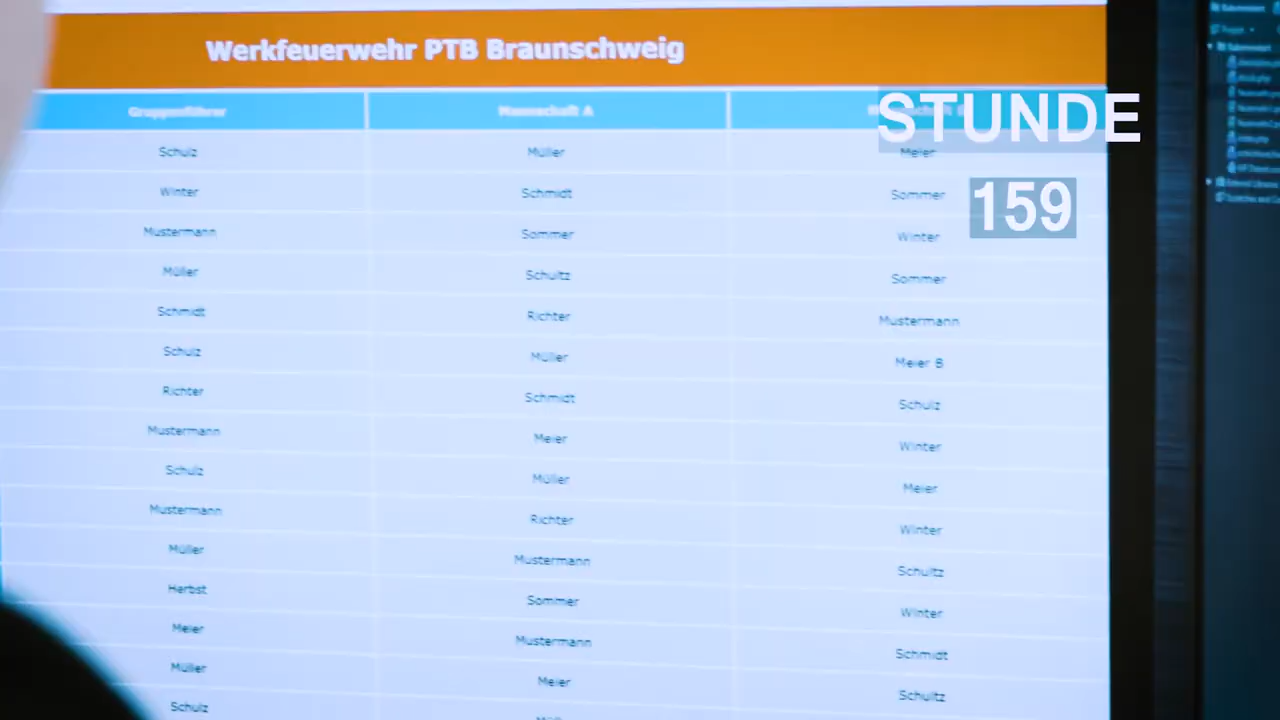 Werkfeuerwehr PTB Braunschweig
Gruppenführer Mannschaft A
STUNDE
159
Schulz Müller Meier
Winter Schmidt Sommer
Mustermann Sommer Winter
Müller Schultz Sommer
Schmidt Richter Mustermann
Schulz Müller Meier B
Richter Schmidt Schulz
Mustermann Meier Winter
Schulz Müller Meier
Mustermann Richter Winter
Müller Mustermann Schultz
Herbst Sommer Winter
Meier Mustermann Schmidt
Müller Meier Schultz
Schulz